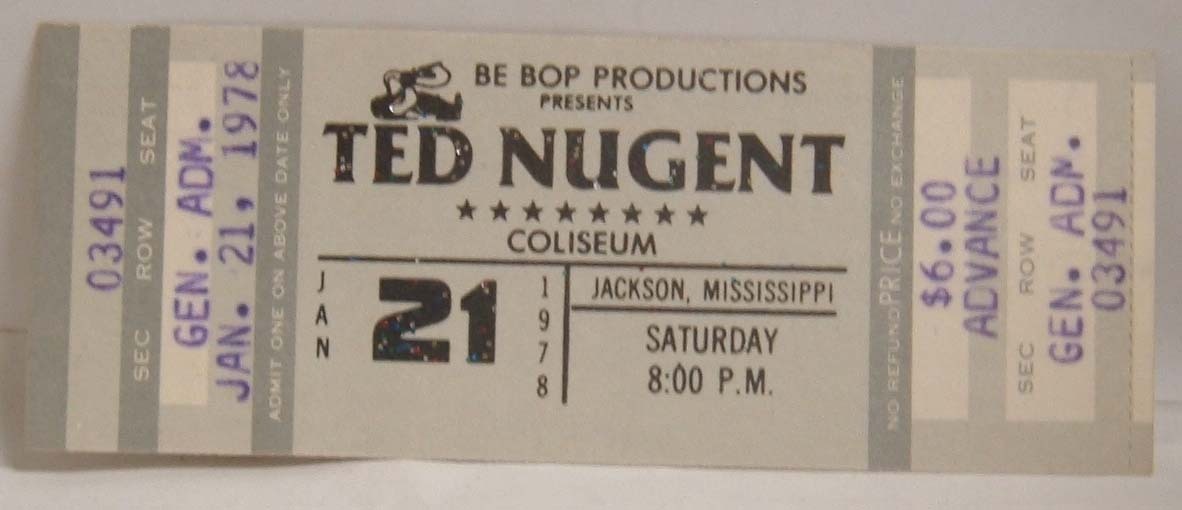 03491
SEC ROW SEAT
GEN. ADM.
JAN. 21, 1978
ADMIT ONE ON ABOVE DATE ONLY
BE BOP PRODUCTIONS
PRESENTS
TED NUGENT
★★★★★★★★
COLISEUM
JAN
21
1978
JACKSON, MISSISSIPPI
SATURDAY
8:00 P.M.
NO REFUND PRICE NO EXCHANGE
$6.00
ADVANCE
SEC ROW SEAT
GEN. ADM.
03491